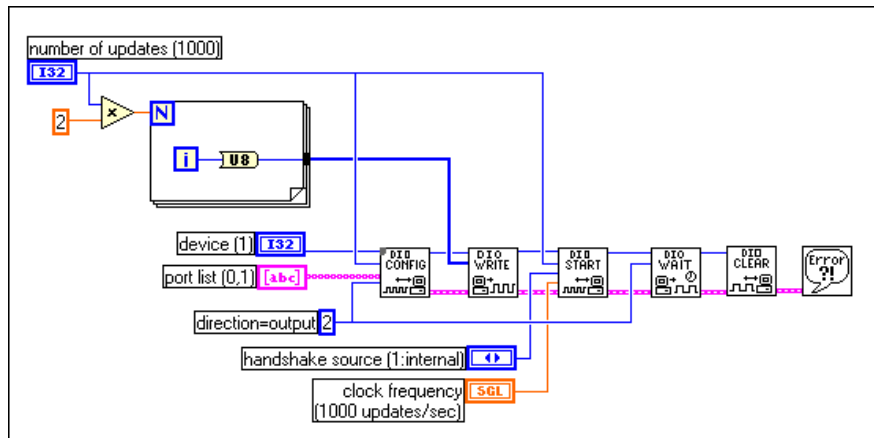 number of updates (1000)
I32
×
2
N
i
U8
device (1)
I32
port list (0,1)
[abc]
direction=output
2
handshake source (1:internal)
clock frequency
(1000 updates/sec)
SGL
DIO
CONFIG
DIO
WRITE
DIO
START
DIO
WAIT
DIO
CLEAR
Error
?!